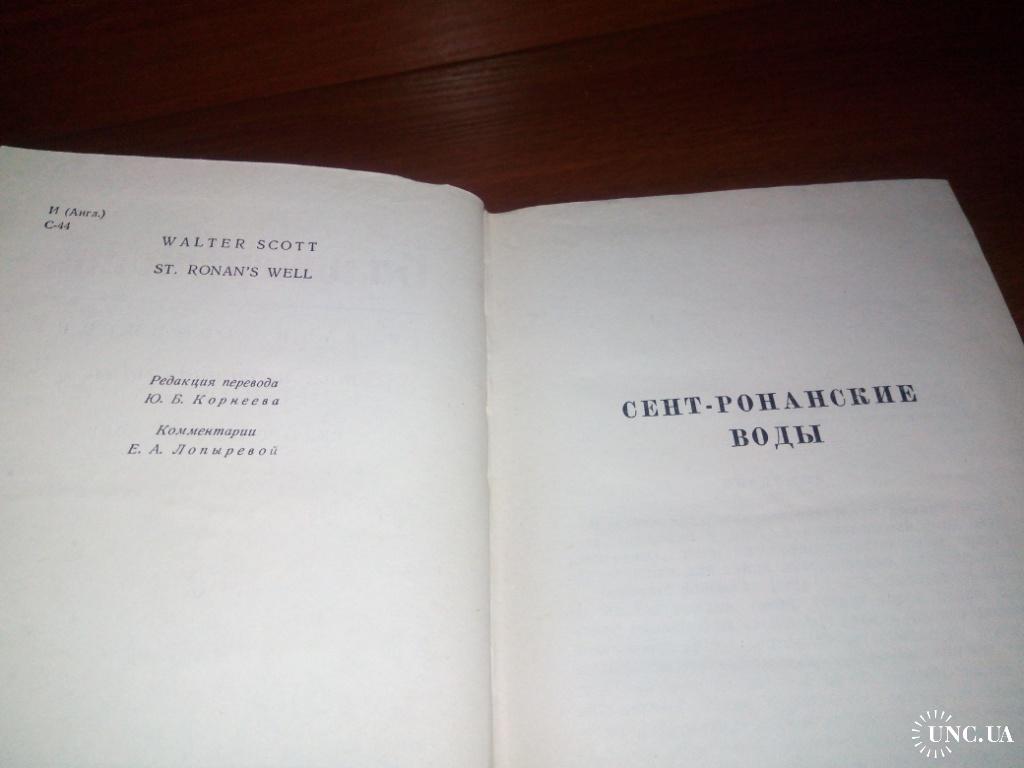 И (Англ.)
С-44
WALTER SCOTT
ST. RONAN'S WELL
Редакция перевода
Ю. Б. Корнеева
Комментарии
Е. А. Лопыревой
СЕНТ-РОНАНСКИЕ
ВОДЫ
UNC.UA